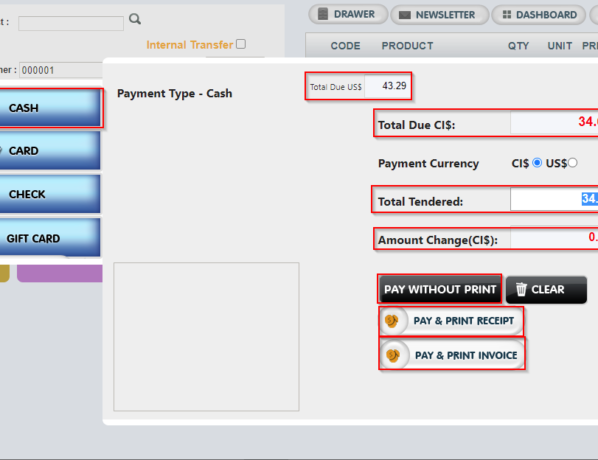 t :
DRAWER
NEWSLETTER
DASHBOARD
Internal Transfer
CODE PRODUCT QTY UNIT PRI
ner : 000001
CASH
CARD
CHECK
GIFT CARD
Payment Type - Cash
Total Due US$ 43.29
Total Due CI$: 34.
Payment Currency CI$ US$
Total Tendered: 34.
Amount Change(CI$): 0.
PAY WITHOUT PRINT
CLEAR
PAY & PRINT RECEIPT
PAY & PRINT INVOICE